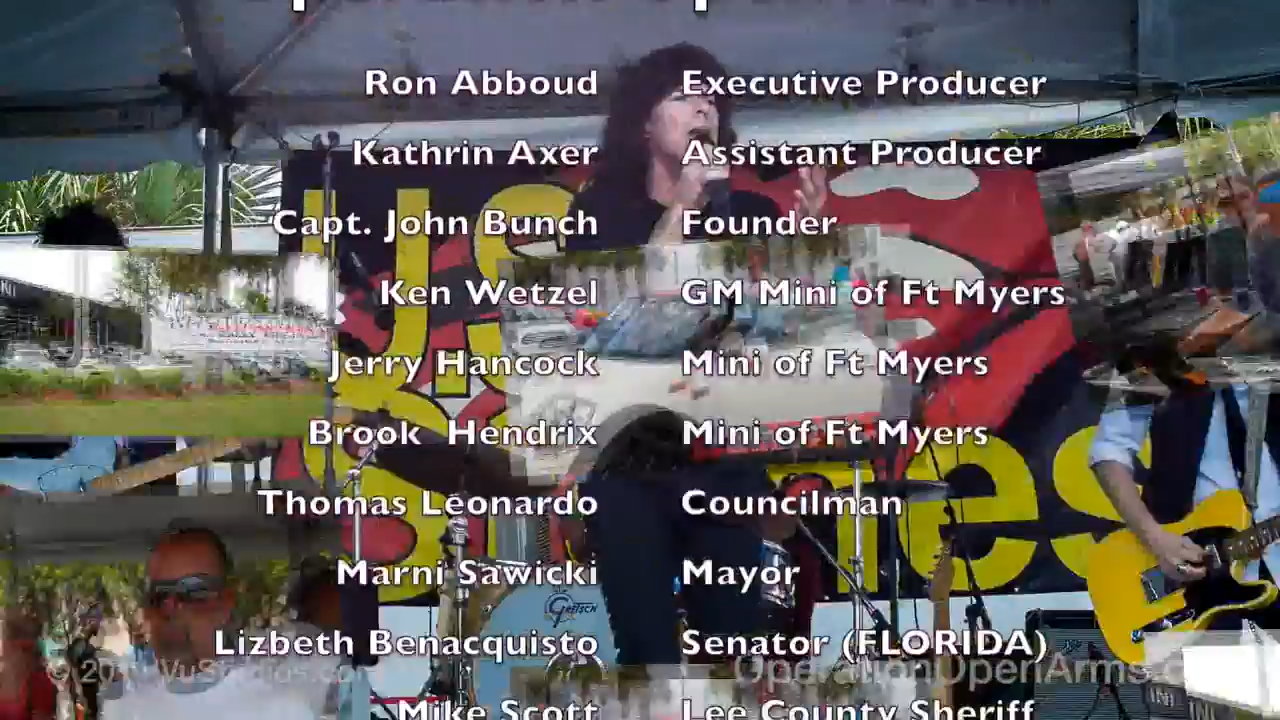 Ron Abboud Executive Producer
Kathrin Axer Assistant Producer
Capt. John Bunch Founder
Ken Wetzel GM Mini of Ft Myers
Jerry Hancock Mini of Ft Myers
Brook Hendrix Mini of Ft Myers
Thomas Leonardo Councilman
Marni Sawicki Mayor
GRETSCH
Lizbeth Benacquisto Senator (FLORIDA)
OperationOpenArms.c
Mike Scott Lee County Sheriff